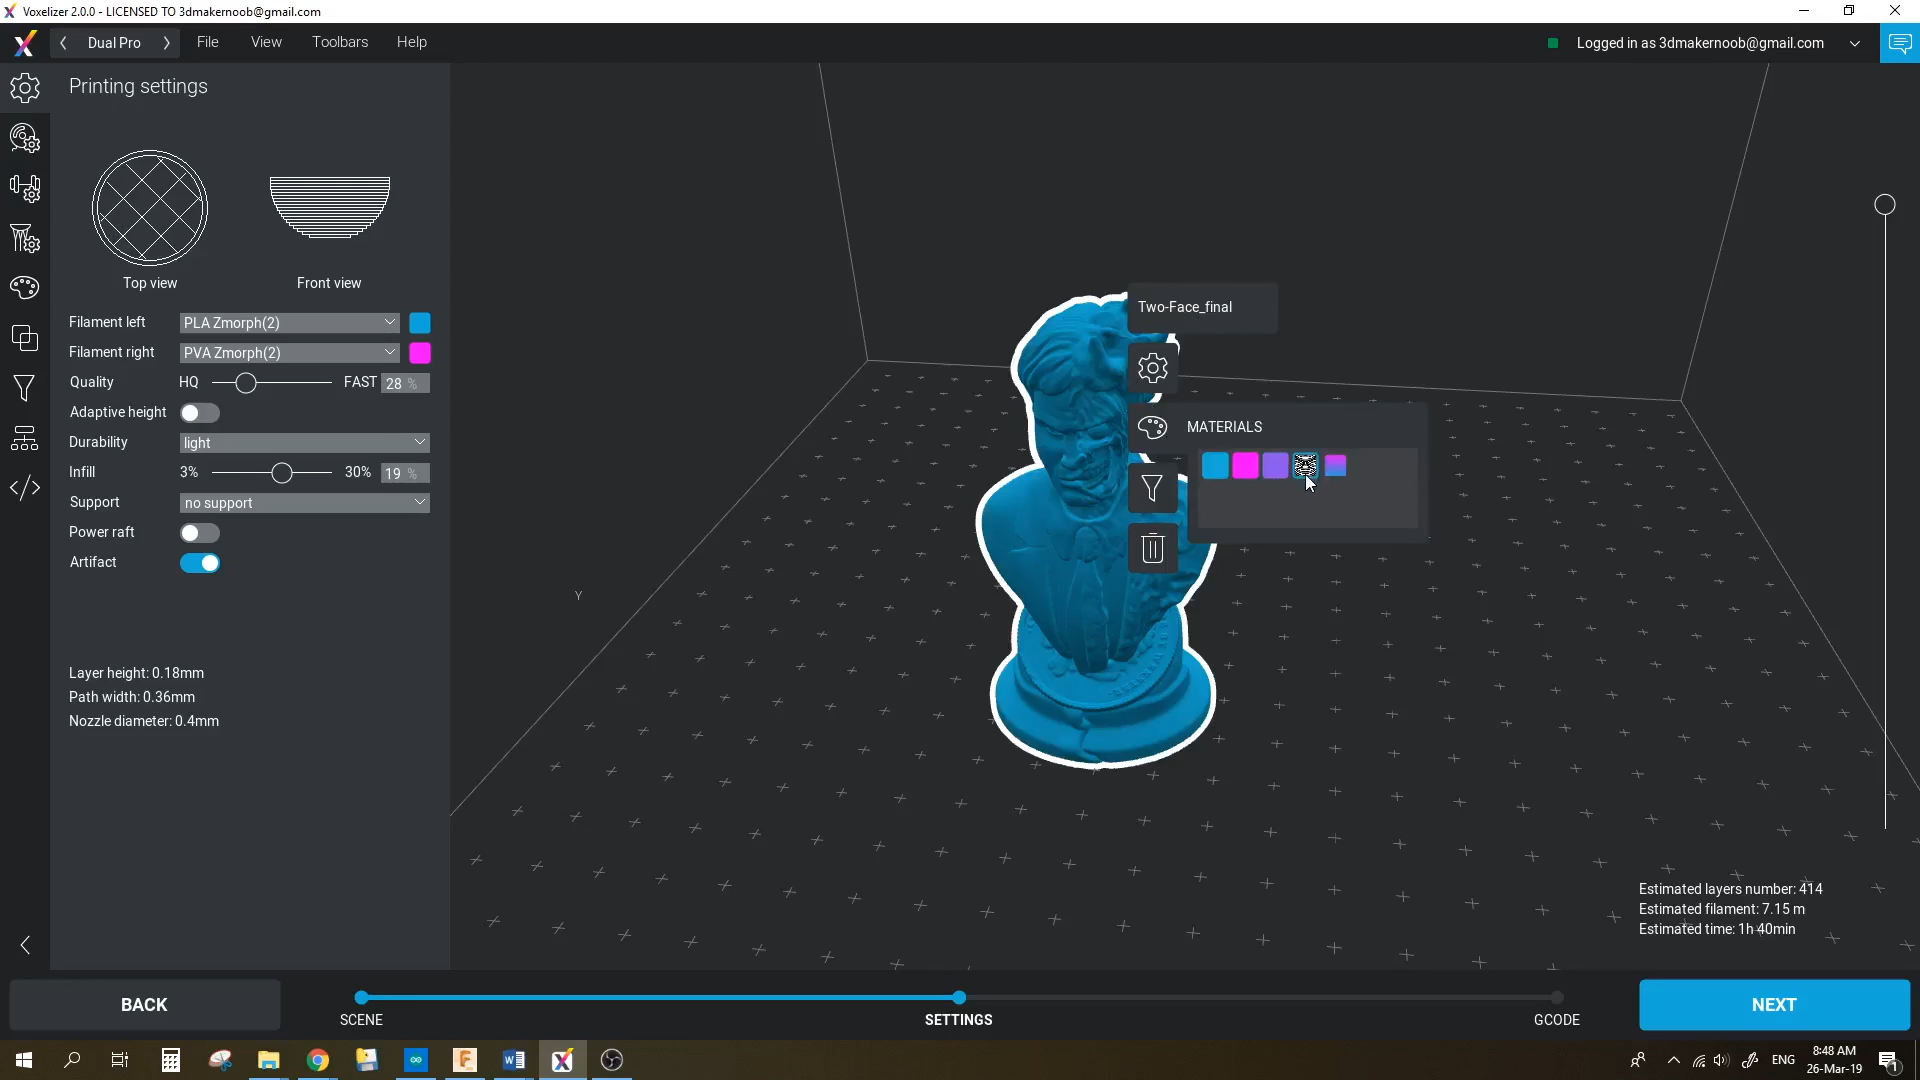 Voxelizer 2.0.0 - LICENSED TO 3dmakernoob@gmail.com
Dual Pro
File
View
Toolbars
Help
Logged in as 3dmakernoob@gmail.com
Printing settings
Top view
Front view
Filament left
PLA Zmorph(2)
Filament right
PVA Zmorph(2)
Quality
HQ
FAST
28 %
Adaptive height
Durability
light
Infill
3%
30%
19 %
Support
no support
Power raft
Artifact
Layer height: 0.18mm
Path width: 0.36mm
Nozzle diameter: 0.4mm
Two-Face_final
MATERIALS
Y
Estimated layers number: 414
Estimated filament: 7.15 m
Estimated time: 1h 40min
BACK
SCENE
SETTINGS
GCODE
NEXT
ENG
8:48 AM
26-Mar-19
1